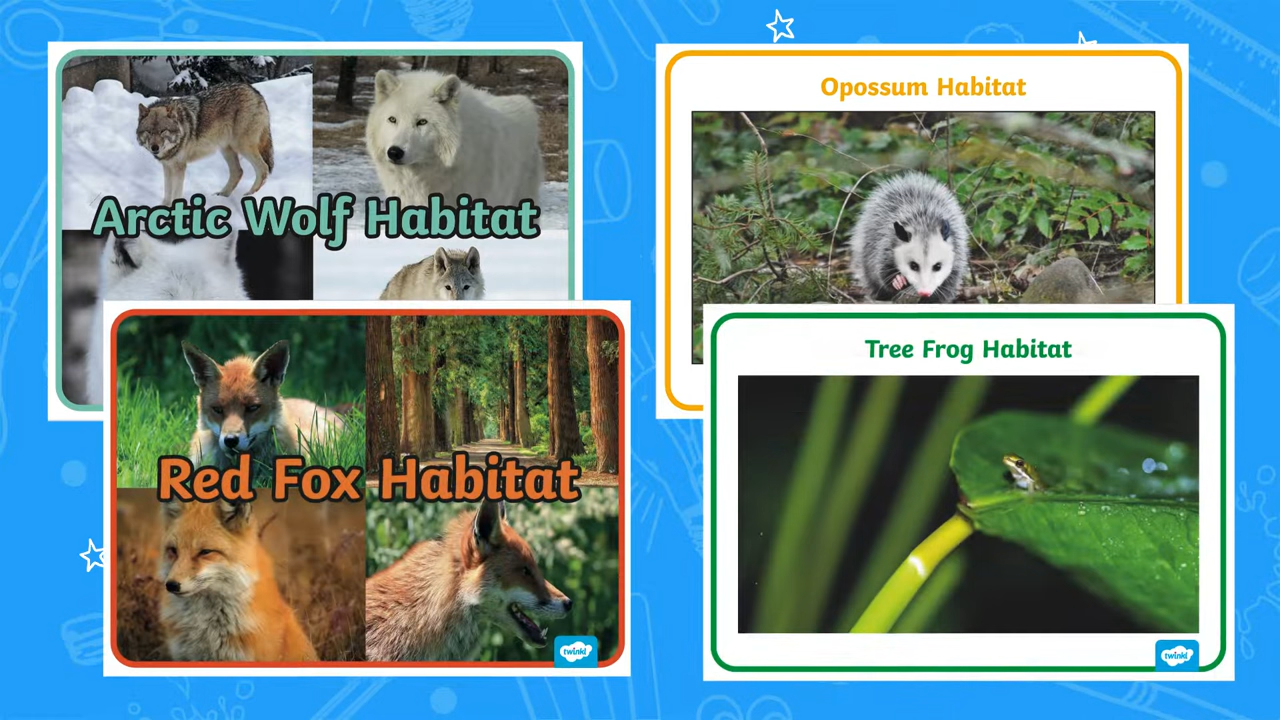 Arctic Wolf Habitat
Opossum Habitat
Red Fox Habitat
twinkl
Tree Frog Habitat
twinkl